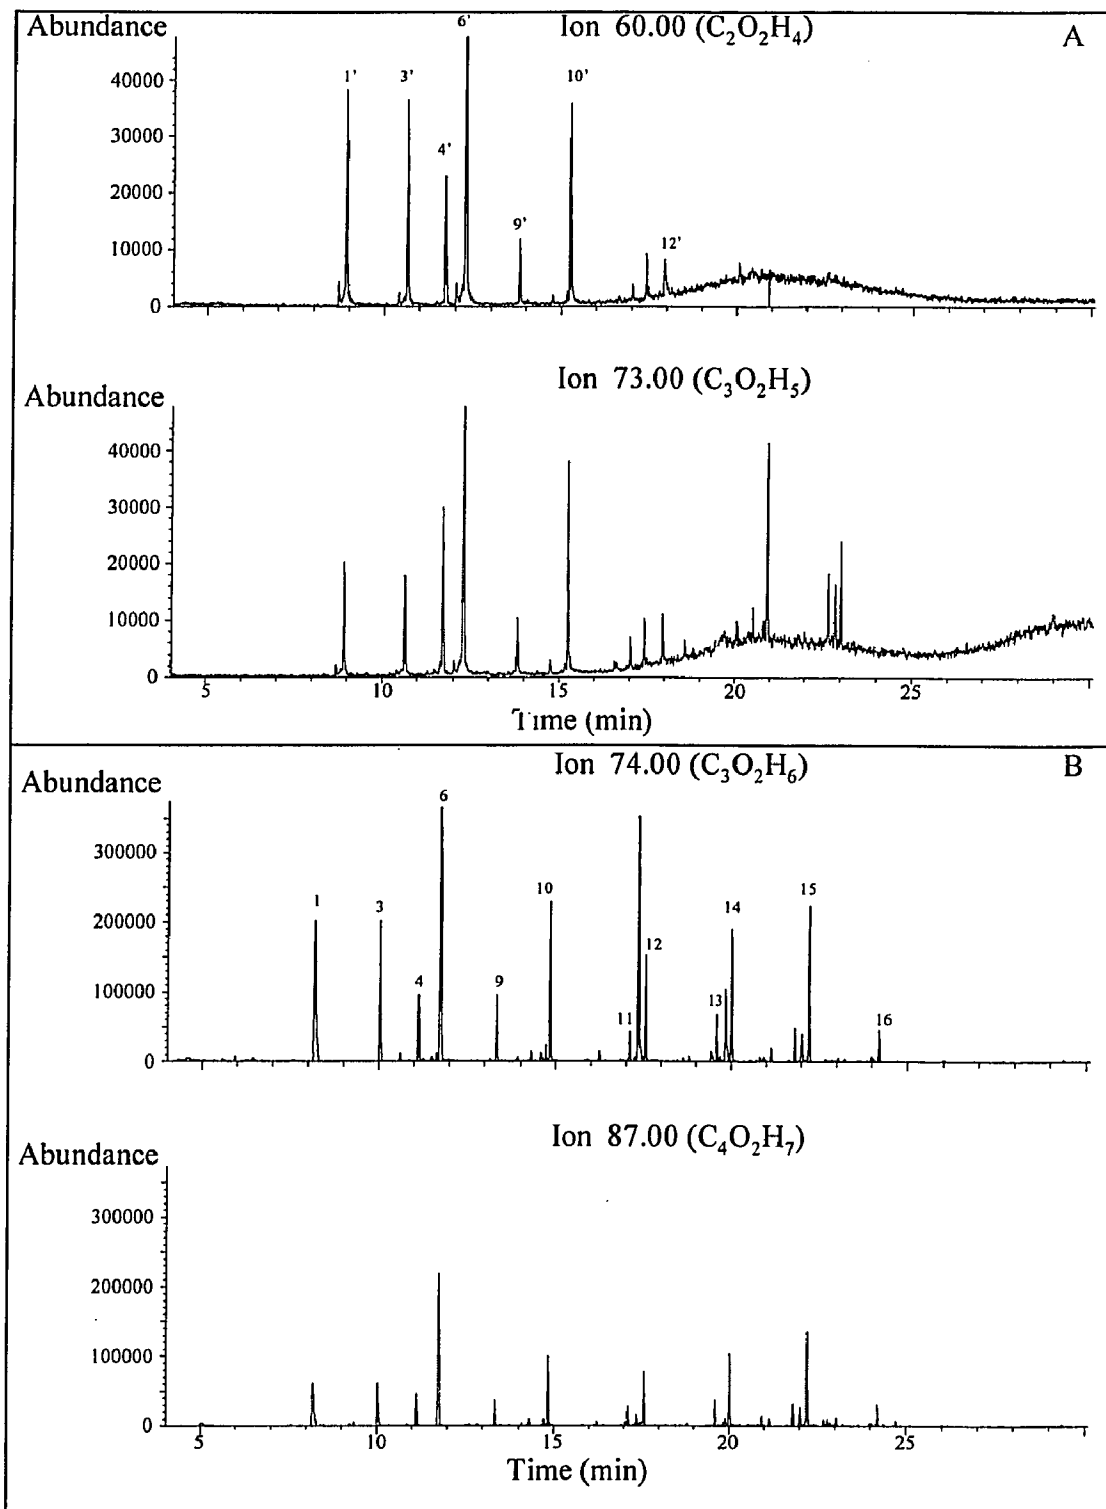 Abundance
Ion 60.00 (C₂O₂H₄)
A
6'
1'
3'
10'
4'
9'
12'
40000
30000
20000
10000
0
Ion 73.00 (C₃O₂H₅)
Abundance
40000
30000
20000
10000
0
5 10 15 20 25
Time (min)
Ion 74.00 (C₃O₂H₆)
B
Abundance
6
1
3
10
14
15
12
4
9
11
13
16
300000
200000
100000
0
Ion 87.00 (C₄O₂H₇)
Abundance
300000
200000
100000
0
5 10 15 20 25
Time (min)